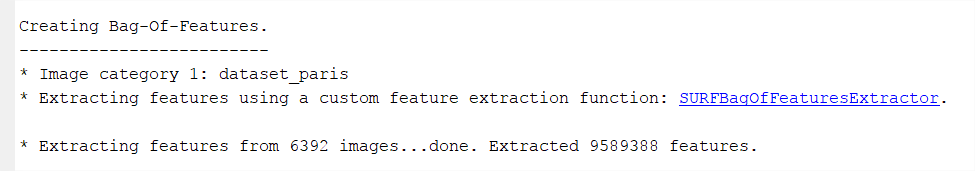 Creating Bag-Of-Features.
-------------------------
* Image category 1: dataset_paris
* Extracting features using a custom feature extraction function: SURFBagOfFeaturesExtractor.
* Extracting features from 6392 images...done. Extracted 9589388 features.